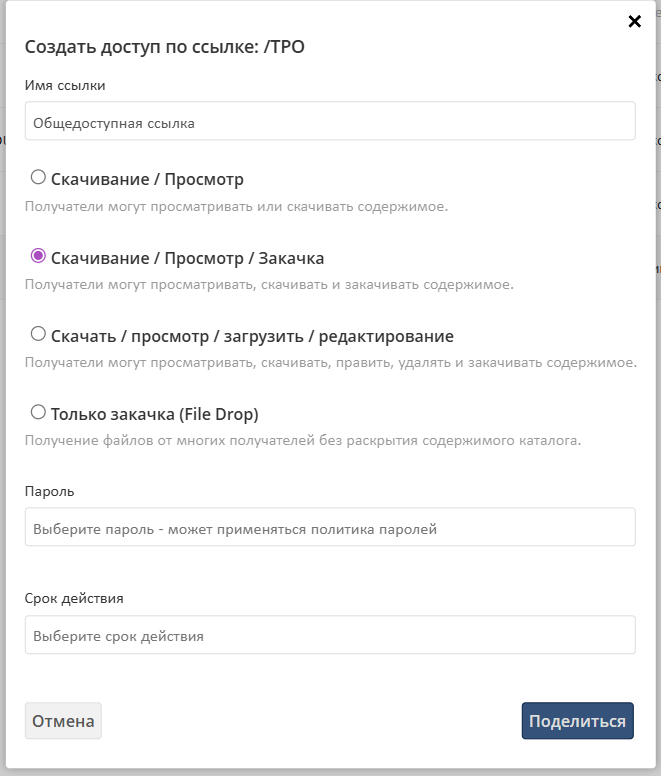 Создать доступ по ссылке: /ТРО
Имя ссылки
Общедоступная ссылка
Скачивание / Просмотр
Получатели могут просматривать или скачивать содержимое.
Скачивание / Просмотр / Закачка
Получатели могут просматривать, скачивать и закачивать содержимое.
Скачать / просмотр / загрузить / редактирование
Получатели могут просматривать, скачивать, править, удалять и закачивать содержимое.
Только закачка (File Drop)
Получение файлов от многих получателей без раскрытия содержимого каталога.
Пароль
Выберите пароль - может применяться политика паролей
Срок действия
Выберите срок действия
Отмена
Поделиться